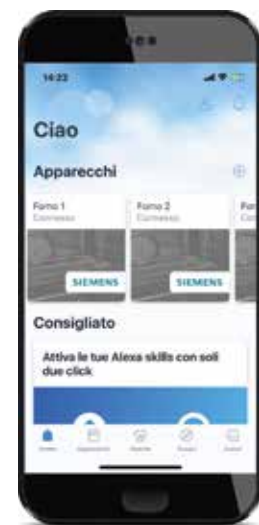 14:23
Ciao
Apparecchi
Forno 1
Connesso
Forno 2
Connesso
SIEMENS
SIEMENS
Consigliato
Attiva le tue Alexa skills con soli
due click